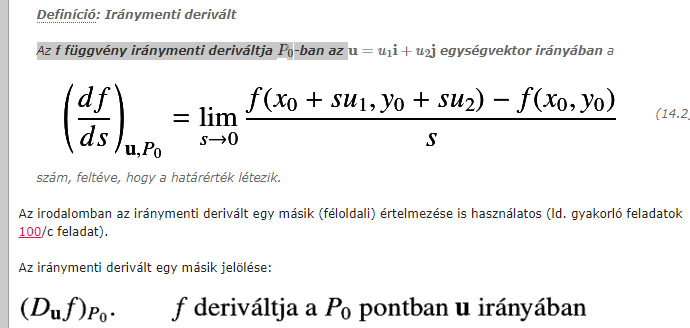 Definíció: Iránymenti derivált
Az f függvény iránymenti deriváltja P₀-ban az u = u₁i + u₂j egységvektor irányában a
(df/ds)_{u,P₀} = lim_{s→0} (f(x₀ + su₁, y₀ + su₂) − f(x₀, y₀))/s (14.2
szám, feltéve, hogy a határérték létezik.
Az irodalomban az iránymenti derivált egy másik (féloldali) értelmezése is használatos (ld. gyakorló feladatok
100/c feladat).
Az iránymenti derivált egy másik jelölése:
(D_u f)_{P₀}. f deriváltja a P₀ pontban u irányában